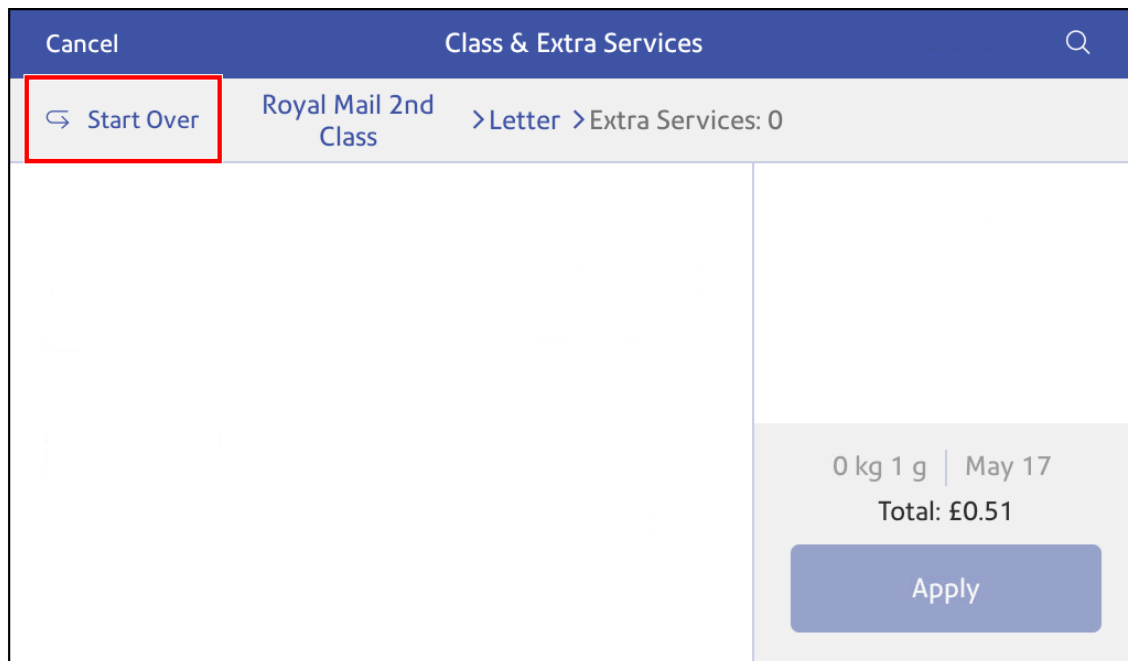 Cancel
Class & Extra Services
Start Over
Royal Mail 2nd
Class
>Letter >Extra Services: 0
0 kg 1 g | May 17
Total: £0.51
Apply